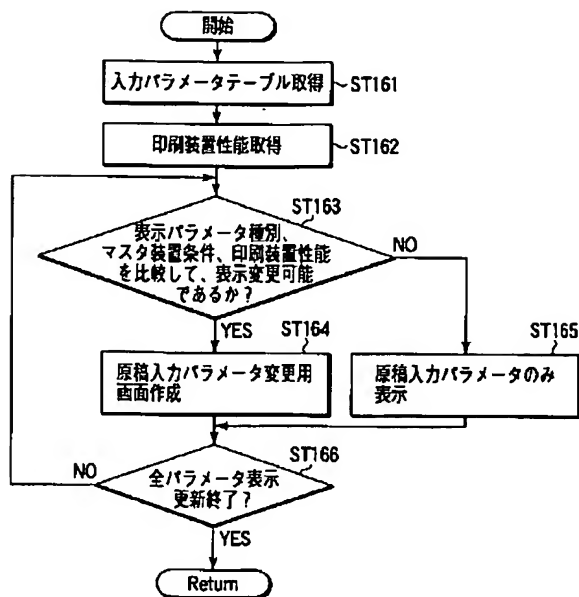 開始
入力パラメータテーブル取得
ST161
印刷装置性能取得
ST162
ST163
表示パラメータ種別、
マスタ装置条件、印刷装置性能
を比較して、表示変更可能
であるか?
NO
YES
ST164
原稿入力パラメータ変更用
画面作成
ST165
原稿入力パラメータのみ
表示
ST166
全パラメータ表示
更新終了?
NO
YES
Return